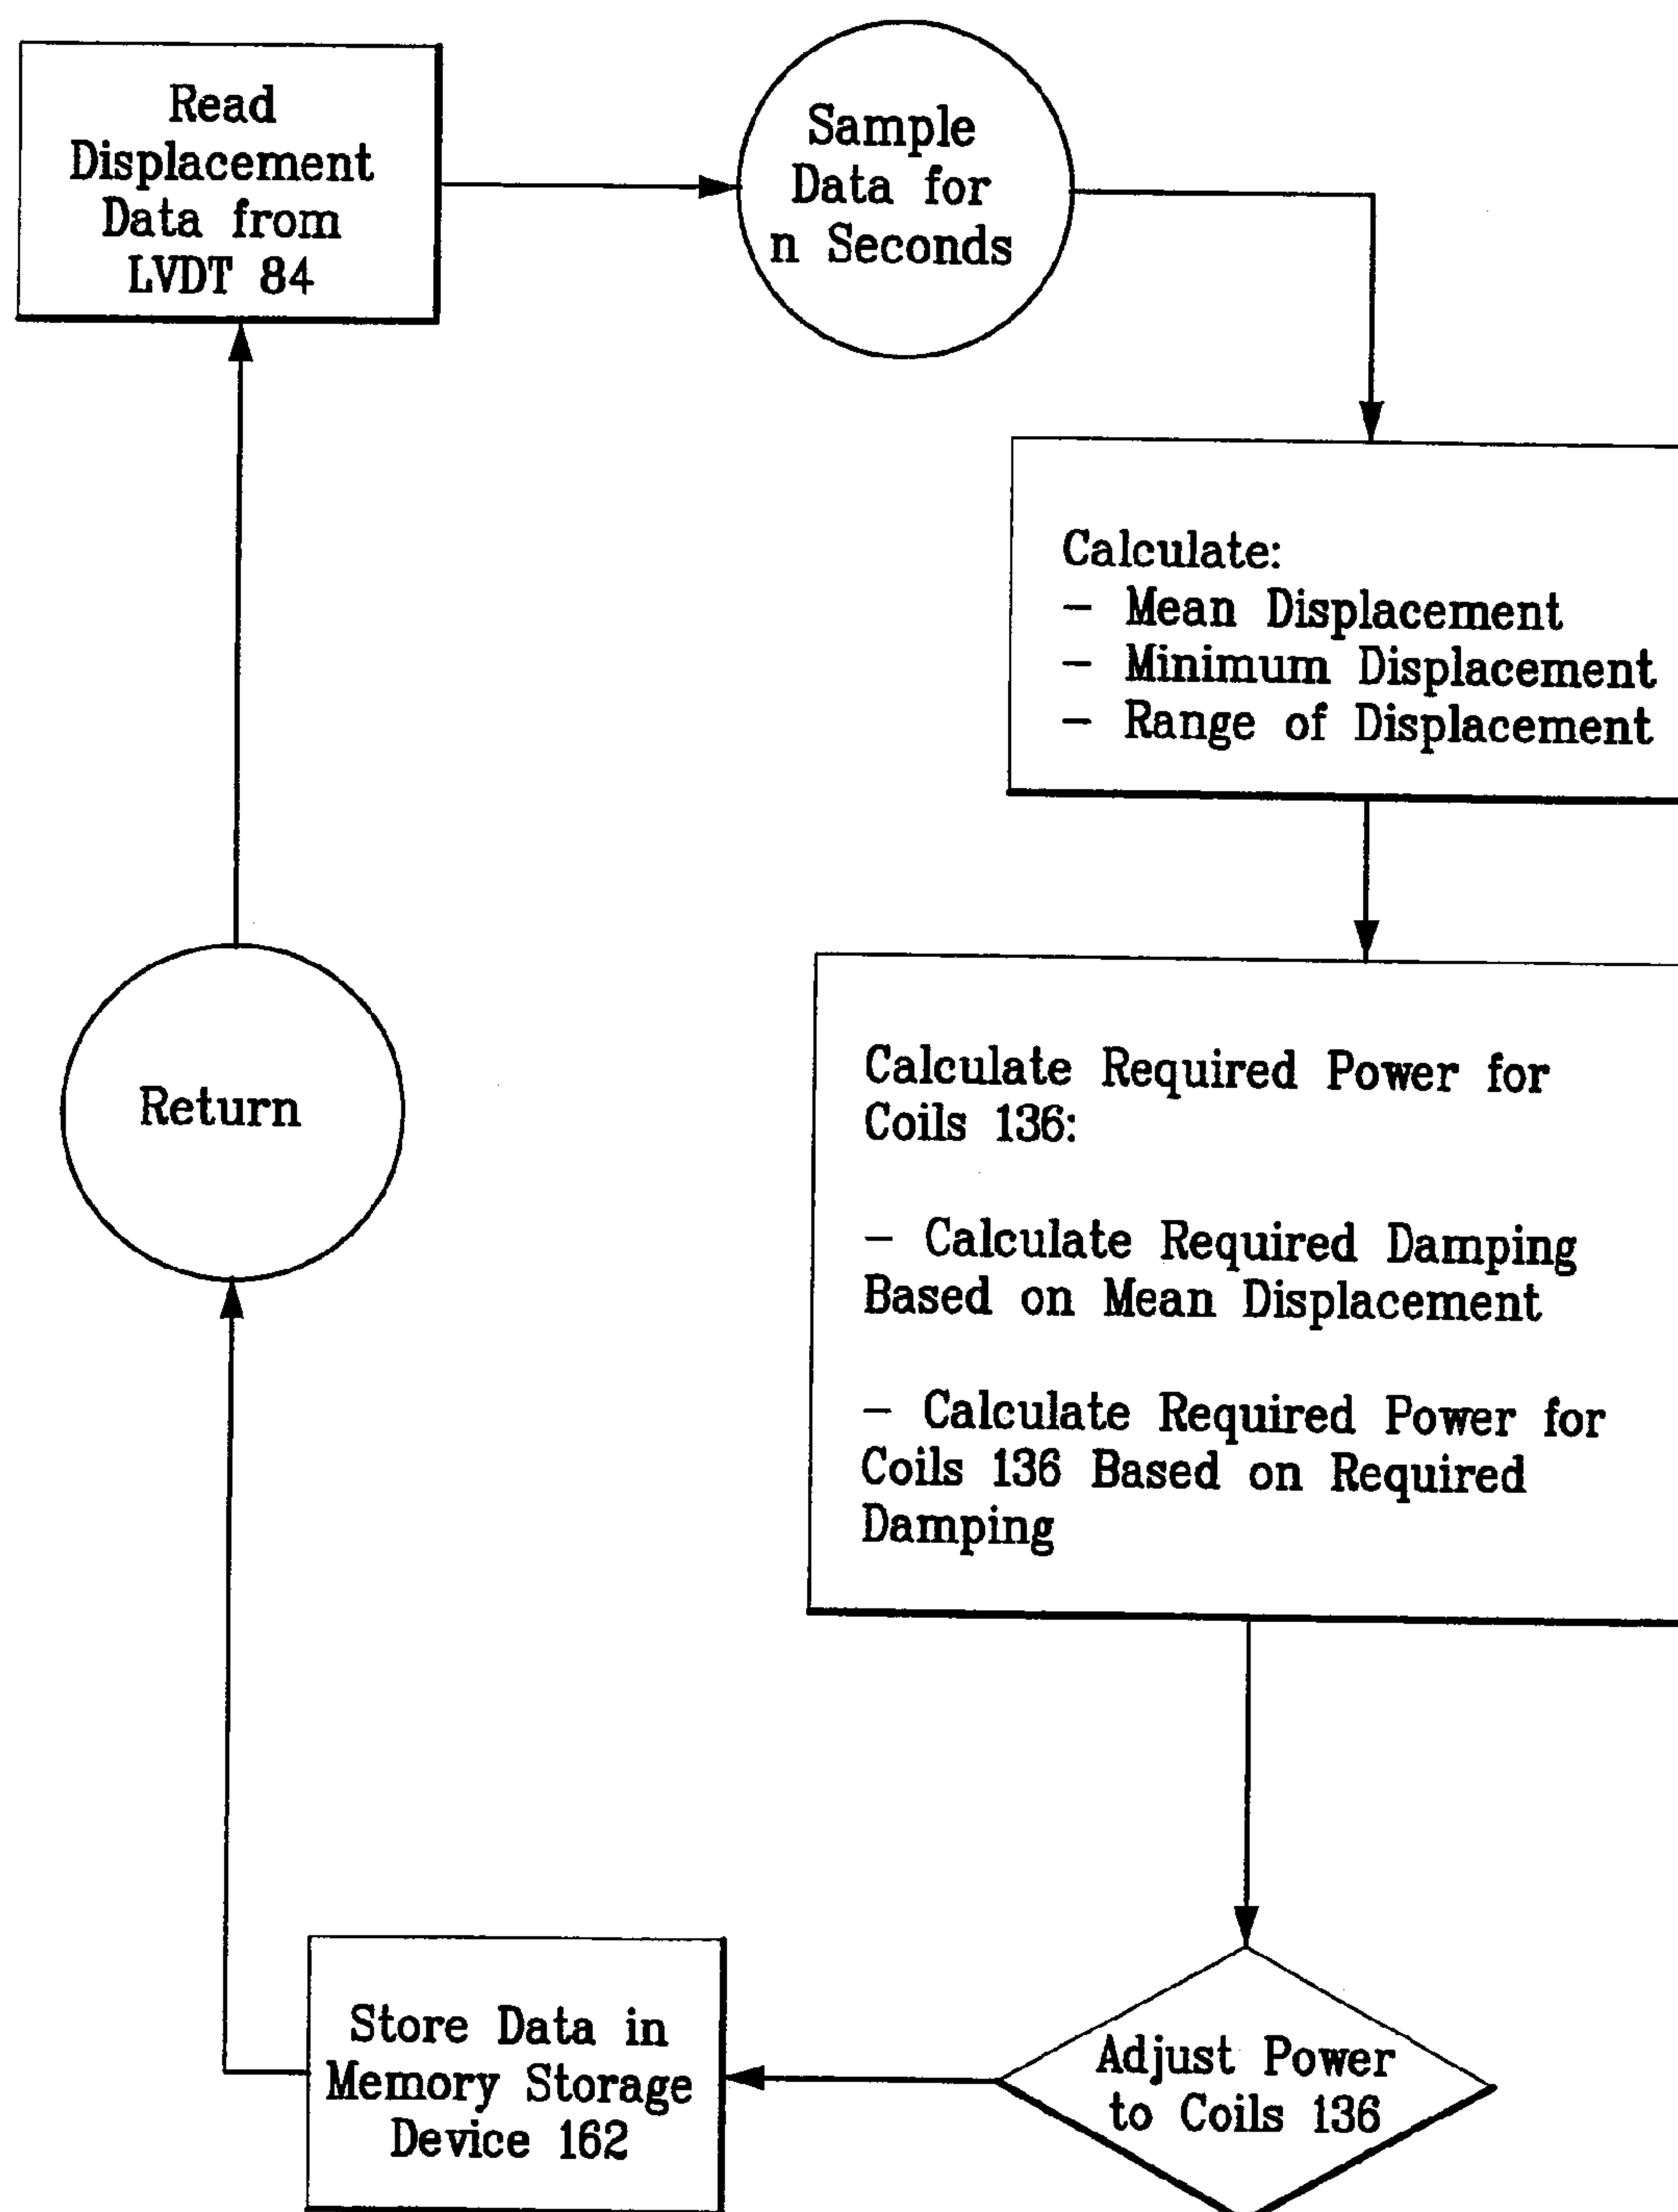 Read
Displacement
Data from
LVDT 84
Sample
Data for
n Seconds
Calculate:
- Mean Displacement
- Minimum Displacement
- Range of Displacement
Calculate Required Power for
Coils 136:
- Calculate Required Damping
Based on Mean Displacement
- Calculate Required Power for
Coils 136 Based on Required
Damping
Adjust Power
to Coils 136
Store Data in
Memory Storage
Device 162
Return